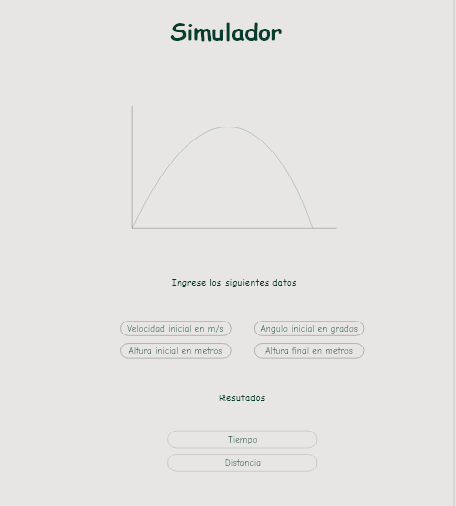 Simulador
Ingrese los siguientes datos
Velocidad inicial en m/s
Angulo inicial en grados
Altura inicial en metros
Altura final en metros
Resutados
Tiempo
Distancia